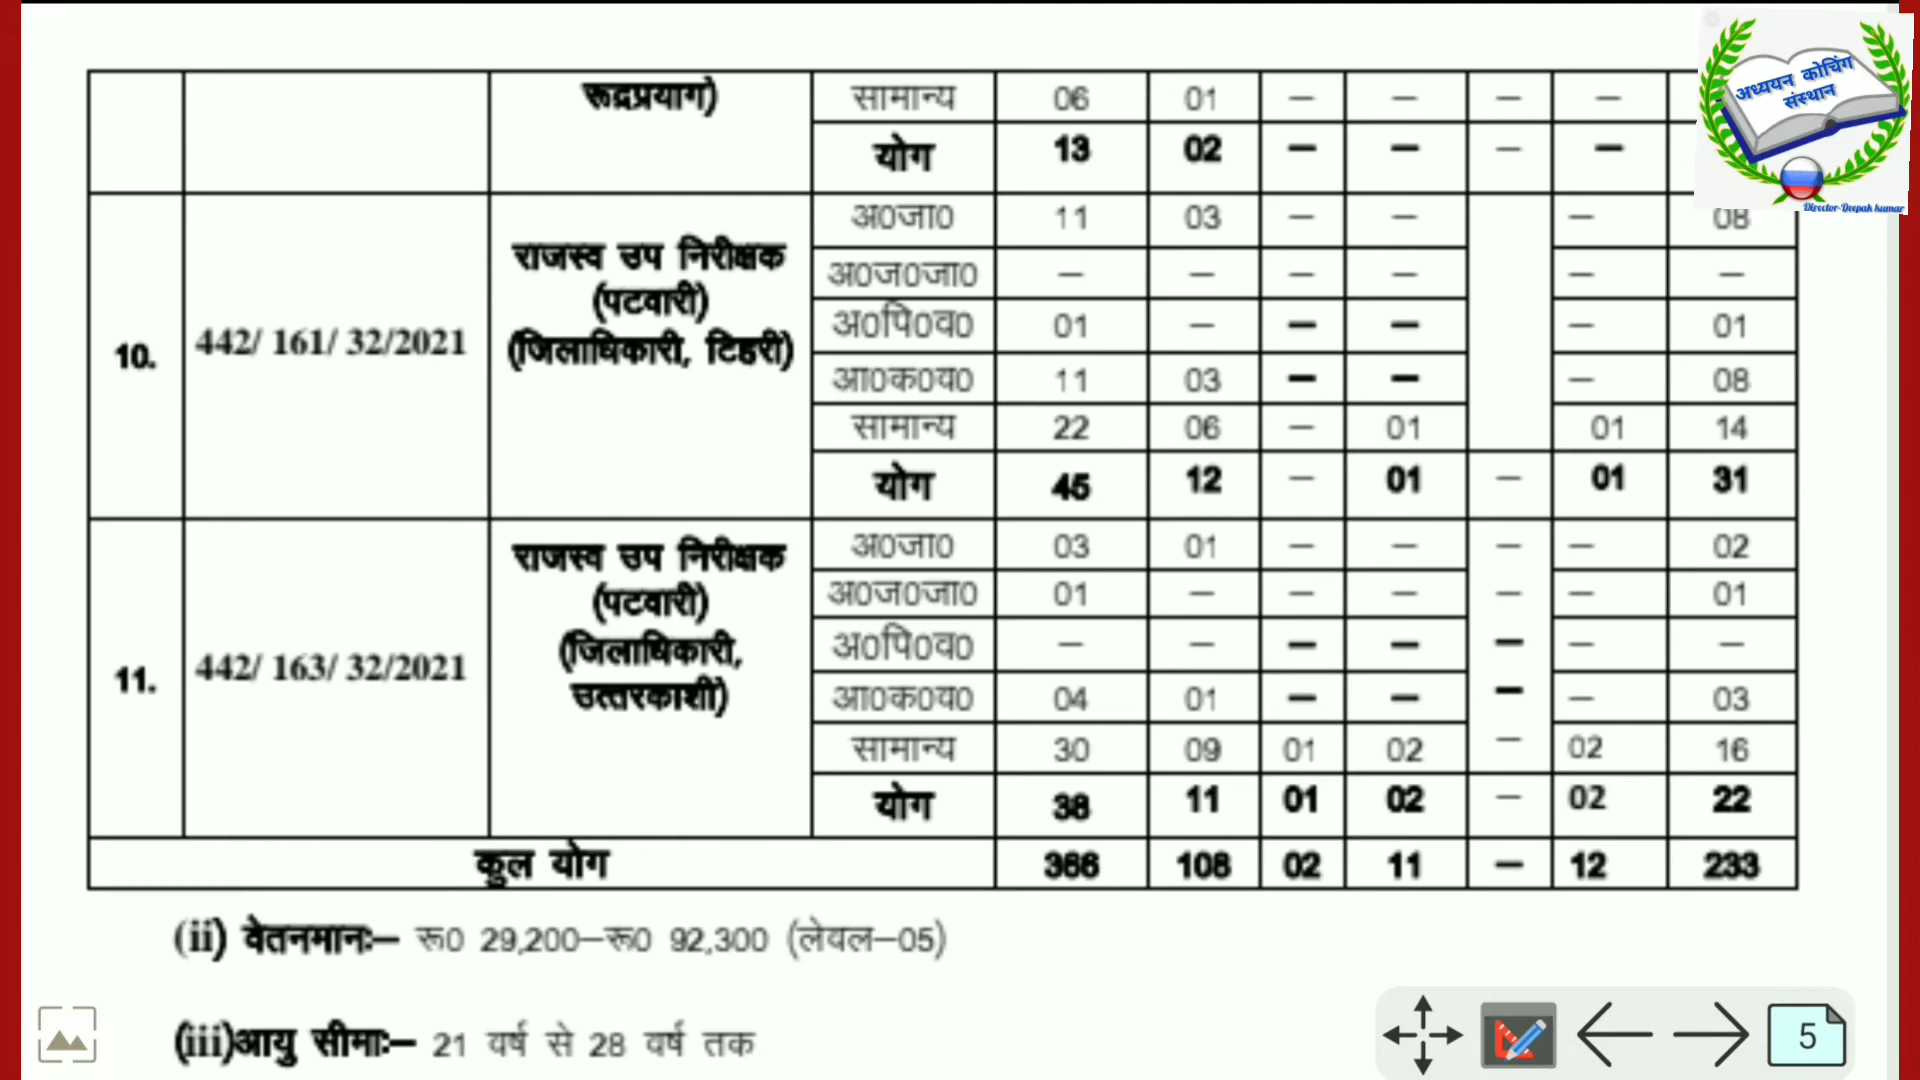 रूद्रप्रयाग) सामान्य 06 01 – – – –
योग 13 02 – – – –
अ0जा0 11 03 – – – 08
राजस्व उप निरीक्षक
(पटवारी)
(जिलाधिकारी, टिहरी)
10. 442/ 161/ 32/2021
अ0ज0जा0 – – – – – –
अ0पि0व0 01 – – – – 01
आ0क0व0 11 03 – – – 08
सामान्य 22 06 – 01 01 14
योग 45 12 – 01 – 01 31
राजस्व उप निरीक्षक
(पटवारी)
(जिलाधिकारी,
उत्तरकाशी)
11. 442/ 163/ 32/2021
अ0जा0 03 01 – – – – 02
अ0ज0जा0 01 – – – – – 01
अ0पि0व0 – – – – – – –
आ0क0व0 04 01 – – – – 03
सामान्य 30 09 01 02 – 02 16
योग 38 11 01 02 – 02 22
कुल योग 366 108 02 11 – 12 233
(ii) वेतनमानः– रू0 29,200–रू0 92,300 (लेवल–05)
(iii)आयु सीमाः– 21 वर्ष से 28 वर्ष तक
अध्ययन कोचिंग
संस्थान
Director-Deepak kumar
5